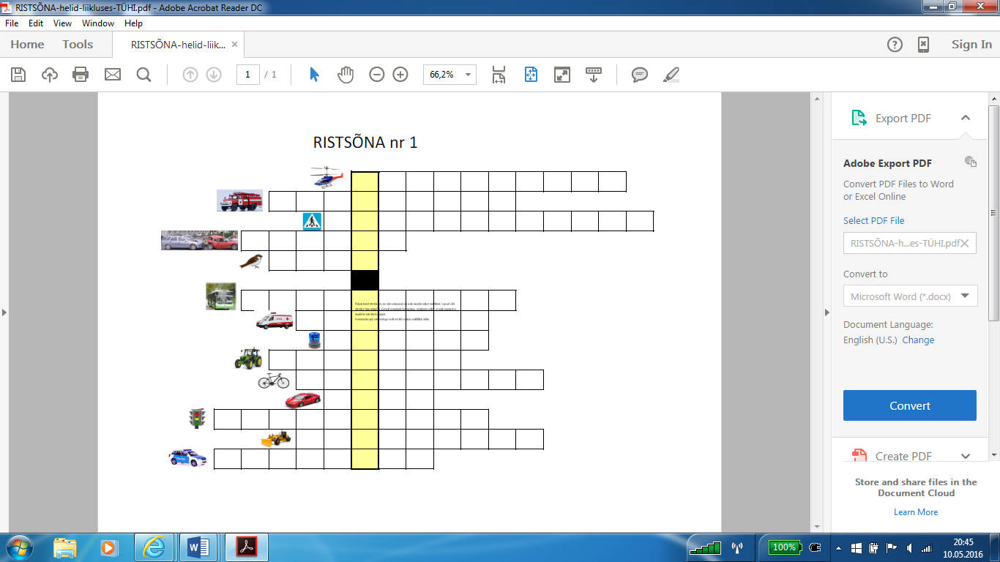 RISTSÕNA-helid-liikluses-TÜHI.pdf - Adobe Acrobat Reader DC
File Edit View Window Help
Home Tools RISTSÕNA-helid-liik... × Sign In
1 / 1 66,2%
RISTSÕNA nr 1
Export PDF
Adobe Export PDF
Convert PDF Files to Word
or Excel Online
Select PDF File
RISTSÕNA-h...es-TÜHI.pdf
Convert to
Microsoft Word (*.docx)
Document Language:
English (U.S.) Change
Convert
Create PDF
Store and share files in the
Document Cloud
Learn More
100%
20:45
10.05.2016